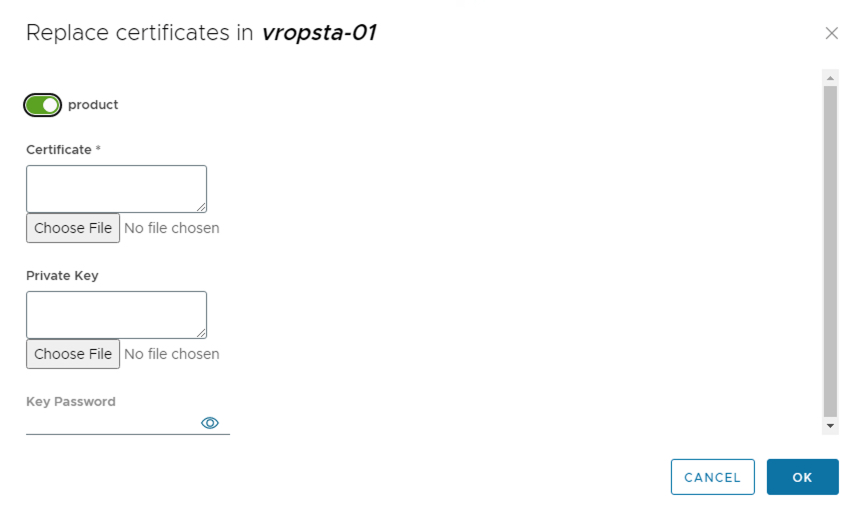 Replace certificates in vropsta-01
product
Certificate *
Choose File No file chosen
Private Key
Choose File No file chosen
Key Password
CANCEL OK